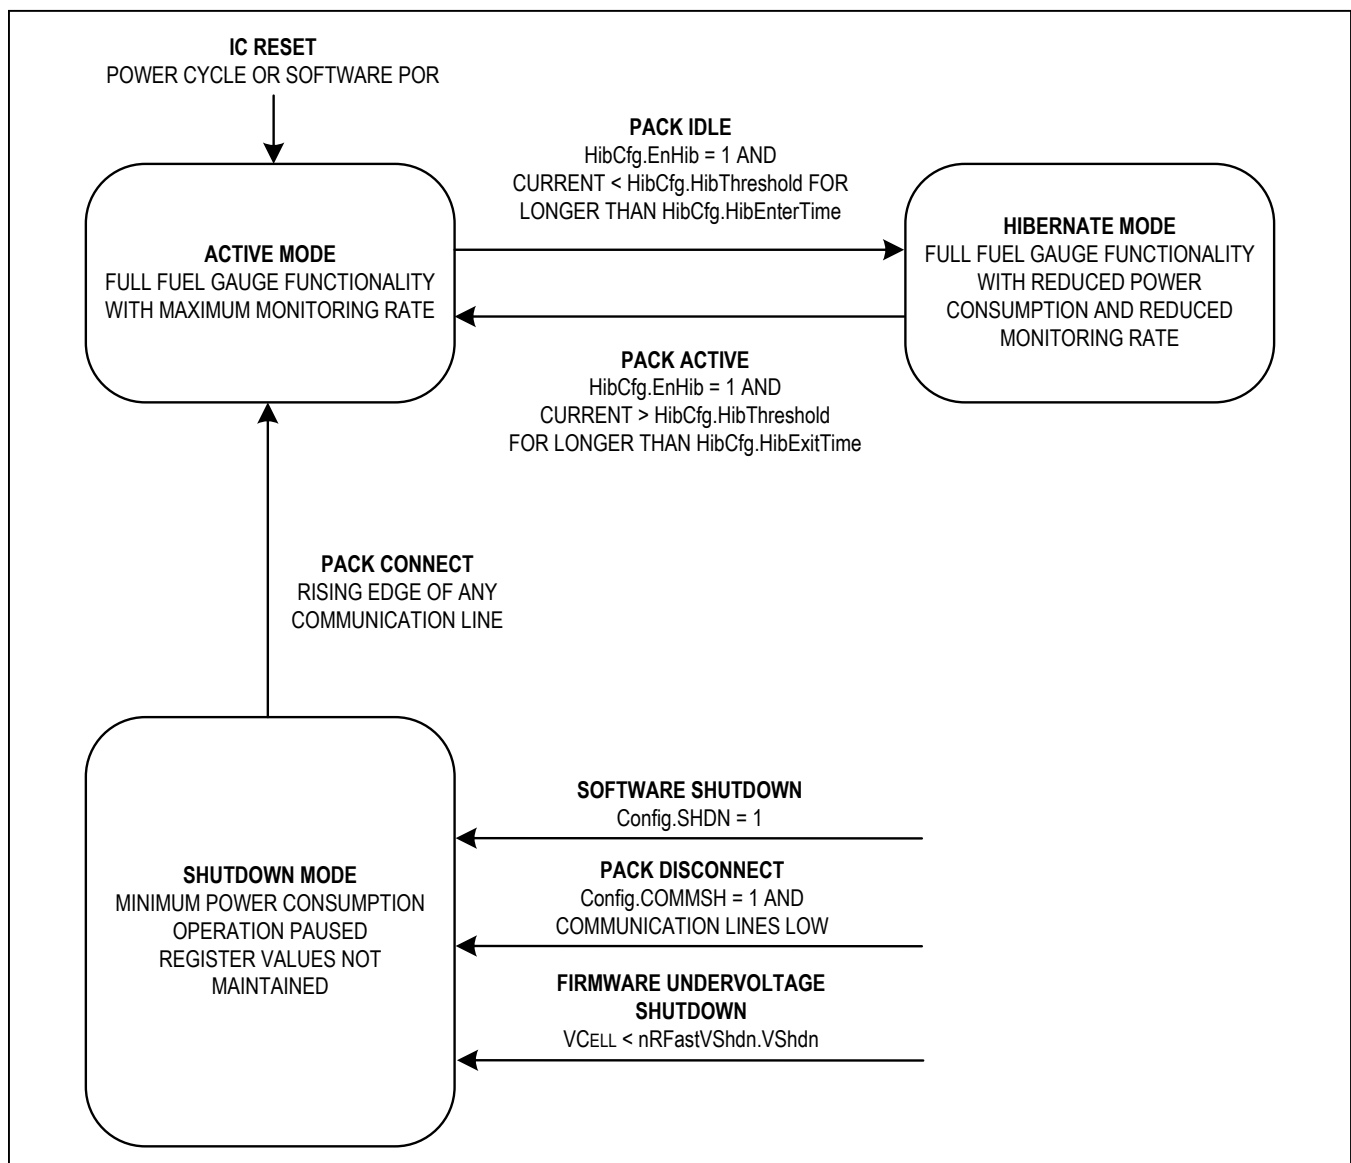 IC RESET
POWER CYCLE OR SOFTWARE POR
PACK IDLE
HibCfg.EnHib = 1 AND
CURRENT < HibCfg.HibThreshold FOR
LONGER THAN HibCfg.HibEnterTime
ACTIVE MODE
FULL FUEL GAUGE FUNCTIONALITY
WITH MAXIMUM MONITORING RATE
HIBERNATE MODE
FULL FUEL GAUGE FUNCTIONALITY
WITH REDUCED POWER
CONSUMPTION AND REDUCED
MONITORING RATE
PACK ACTIVE
HibCfg.EnHib = 1 AND
CURRENT > HibCfg.HibThreshold
FOR LONGER THAN HibCfg.HibExitTime
PACK CONNECT
RISING EDGE OF ANY
COMMUNICATION LINE
SHUTDOWN MODE
MINIMUM POWER CONSUMPTION
OPERATION PAUSED
REGISTER VALUES NOT
MAINTAINED
SOFTWARE SHUTDOWN
Config.SHDN = 1
PACK DISCONNECT
Config.COMMSH = 1 AND
COMMUNICATION LINES LOW
FIRMWARE UNDERVOLTAGE
SHUTDOWN
VCELL < nRFastVShdn.VShdn